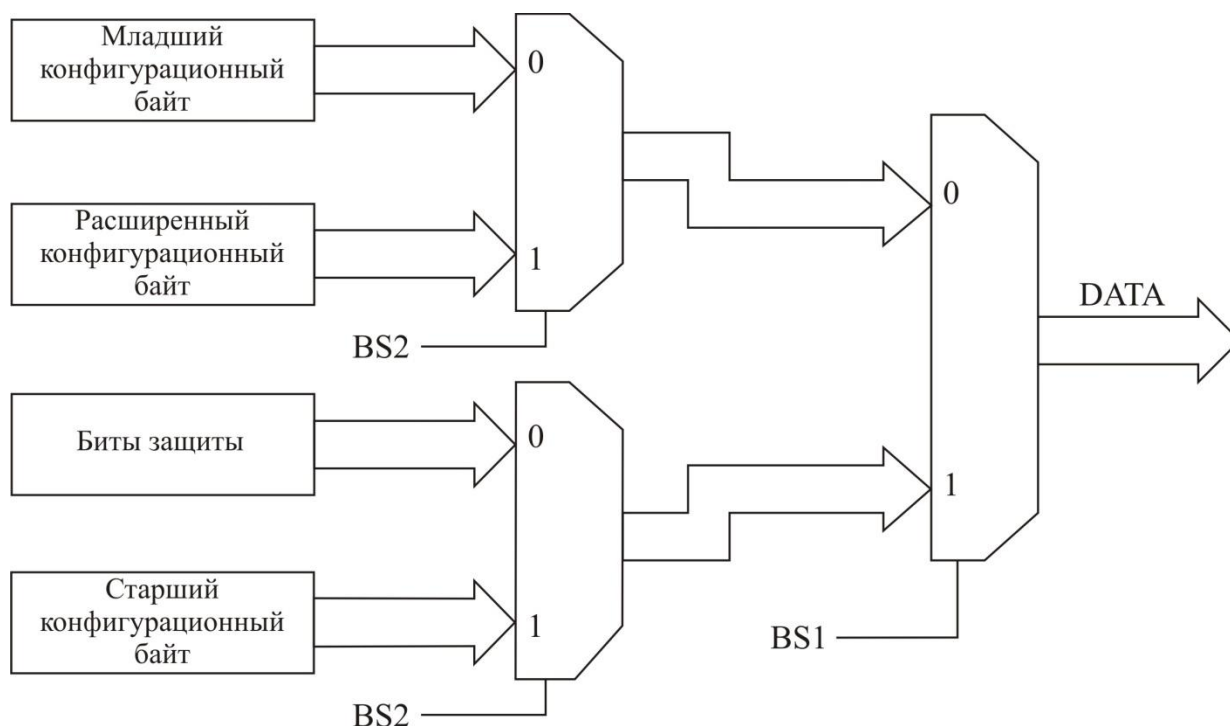 Младший
конфигурационный
байт
0
Расширенный
конфигурационный
байт
1
BS2
0
DATA
Биты защиты
0
1
Старший
конфигурационный
байт
1
BS1
BS2